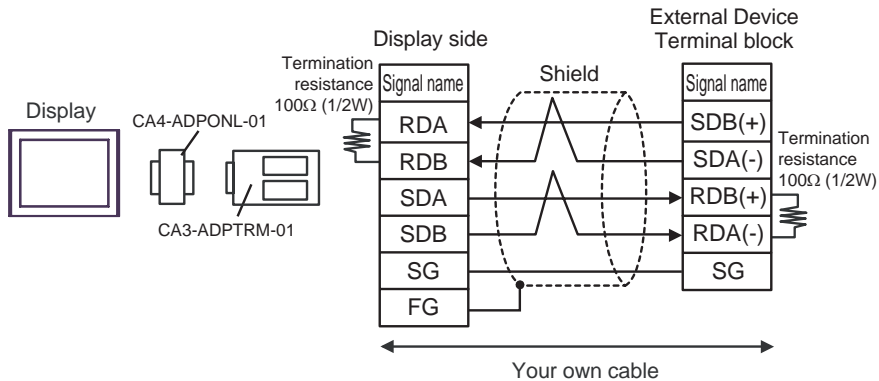 External Device
Terminal block
Display side
Termination
resistance
100Ω (1/2W)
Signal name
Shield
Signal name
Display
CA4-ADPONL-01
CA3-ADPTRM-01
RDA
SDB(+)
RDB
SDA(-)
Termination
resistance
100Ω (1/2W)
SDA
RDB(+)
SDB
RDA(-)
SG
SG
FG
Your own cable